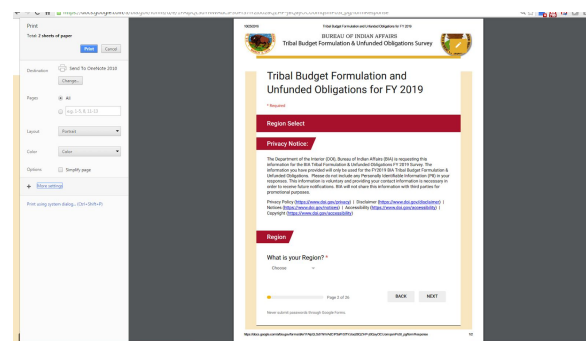 Print
Total: 2 sheets of paper
Print Cancel
Destination Send To OneNote 2010
Change...
Pages All
e.g. 1-5, 8, 11-13
Layout Portrait
Color Color
Options Simplify page
+ More settings
Print using system dialog... (Ctrl+Shift+P)
Tribal Budget Formulation and Unfunded Obligations for FY 2019
BUREAU OF INDIAN AFFAIRS
Tribal Budget Formulation & Unfunded Obligations Survey
Tribal Budget Formulation and
Unfunded Obligations for FY 2019
* Required
Region Select
Privacy Notice:
The Department of the Interior (DOI), Bureau of Indian Affairs (BIA) is requesting this
information for the BIA Tribal Budget Formulation & Unfunded Obligations FY 2019 Survey. The
information you have provided will only be used for the FY2019 BIA Tribal Budget Formulation &
Unfunded Obligations. Please do not include any Personally Identifiable Information (PII) in your
responses. This information is voluntary and providing your contact information is necessary in
order to receive future notifications. BIA will not share this information with third parties for
promotional purposes.
Privacy Policy (https://www.doi.gov/privacy) | Disclaimer (https://www.doi.gov/disclaimer) |
Notices (https://www.doi.gov/notices) | Accessibility (https://www.doi.gov/accessibility) |
Copyright (https://www.doi.gov/copyright)
Region
What is your Region? *
Choose
Page 2 of 26
BACK NEXT
Never submit passwords through Google Forms.
1/2